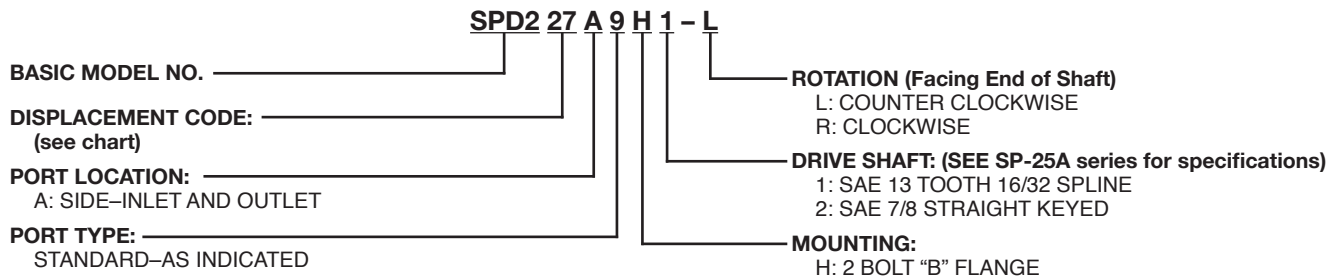 SPD2 27 A 9 H 1 – L
BASIC MODEL NO.
DISPLACEMENT CODE:
(see chart)
PORT LOCATION:
A: SIDE–INLET AND OUTLET
PORT TYPE:
STANDARD–AS INDICATED
ROTATION (Facing End of Shaft)
L: COUNTER CLOCKWISE
R: CLOCKWISE
DRIVE SHAFT: (SEE SP-25A series for specifications)
1: SAE 13 TOOTH 16/32 SPLINE
2: SAE 7/8 STRAIGHT KEYED
MOUNTING:
H: 2 BOLT “B” FLANGE